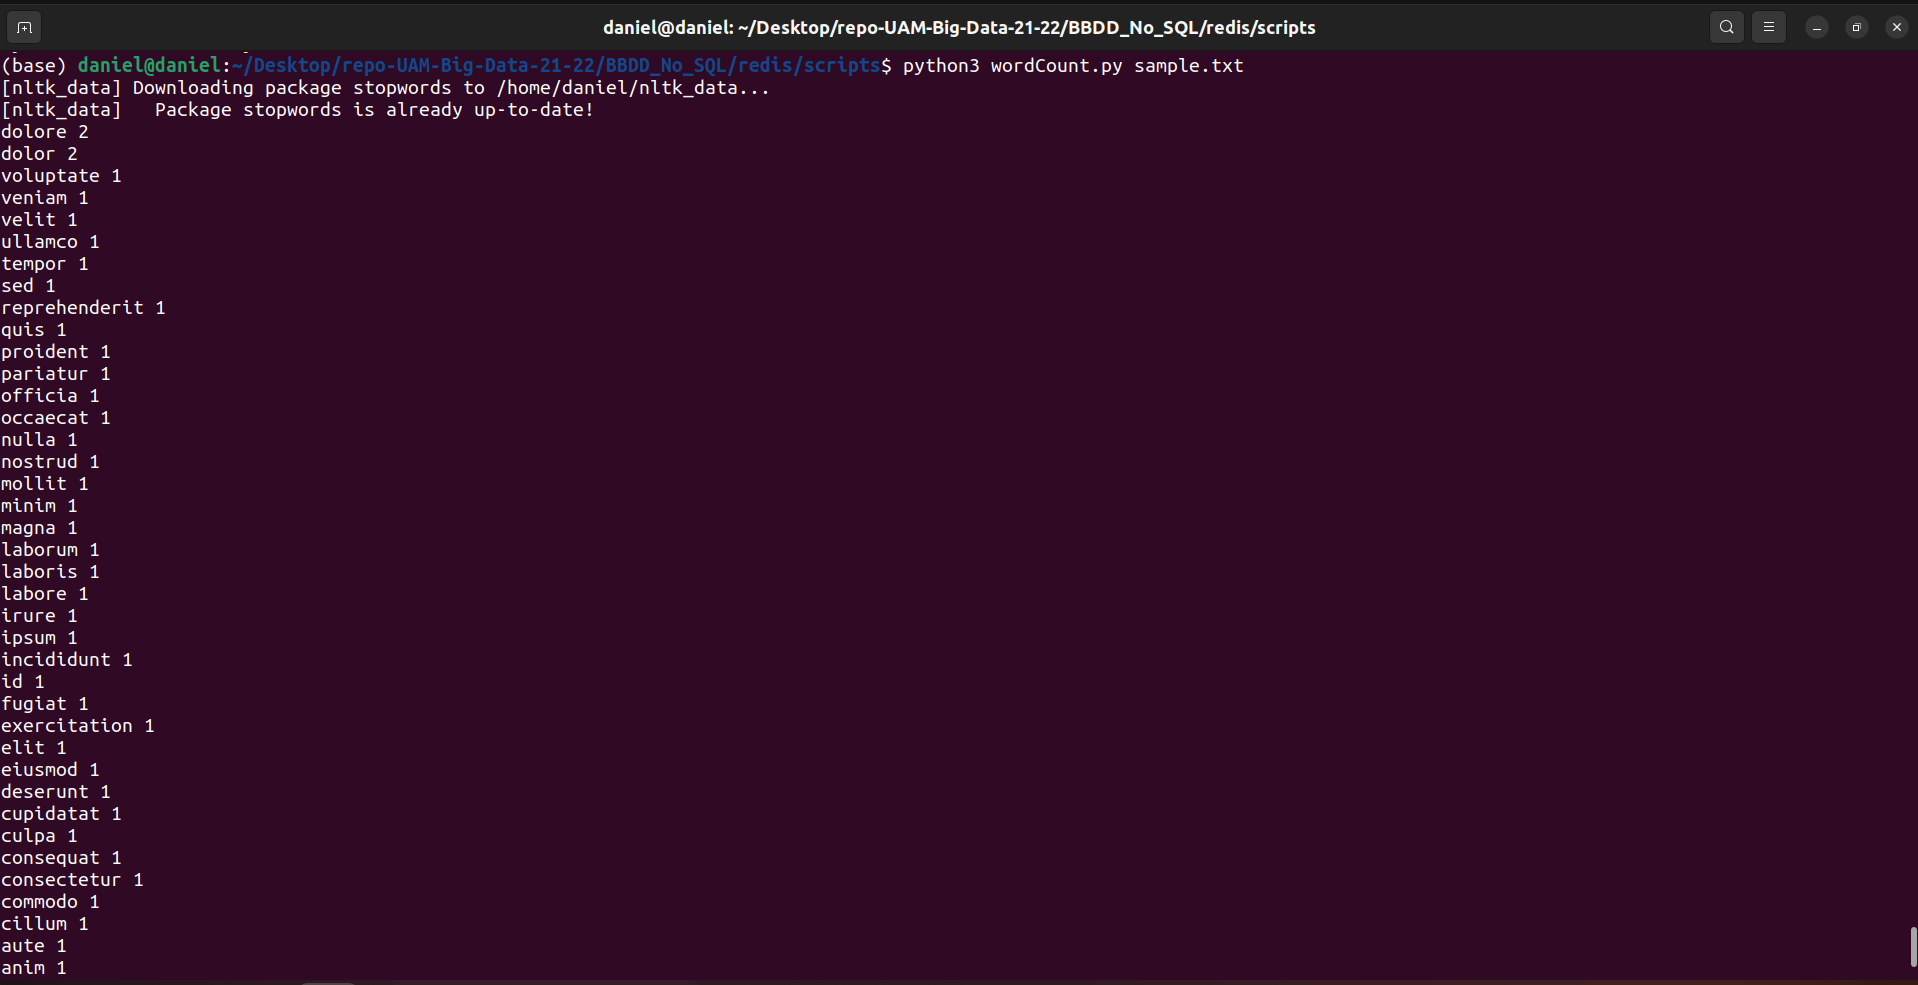 daniel@daniel: ~/Desktop/repo-UAM-Big-Data-21-22/BBDD_No_SQL/redis/scripts
(base) daniel@daniel:~/Desktop/repo-UAM-Big-Data-21-22/BBDD_No_SQL/redis/scripts$ python3 wordCount.py sample.txt
[nltk_data] Downloading package stopwords to /home/daniel/nltk_data...
[nltk_data]   Package stopwords is already up-to-date!
dolore 2
dolor 2
voluptate 1
veniam 1
velit 1
ullamco 1
tempor 1
sed 1
reprehenderit 1
quis 1
proident 1
pariatur 1
officia 1
occaecat 1
nulla 1
nostrud 1
mollit 1
minim 1
magna 1
laborum 1
laboris 1
labore 1
irure 1
ipsum 1
incididunt 1
id 1
fugiat 1
exercitation 1
elit 1
eiusmod 1
deserunt 1
cupidatat 1
culpa 1
consequat 1
consectetur 1
commodo 1
cillum 1
aute 1
anim 1